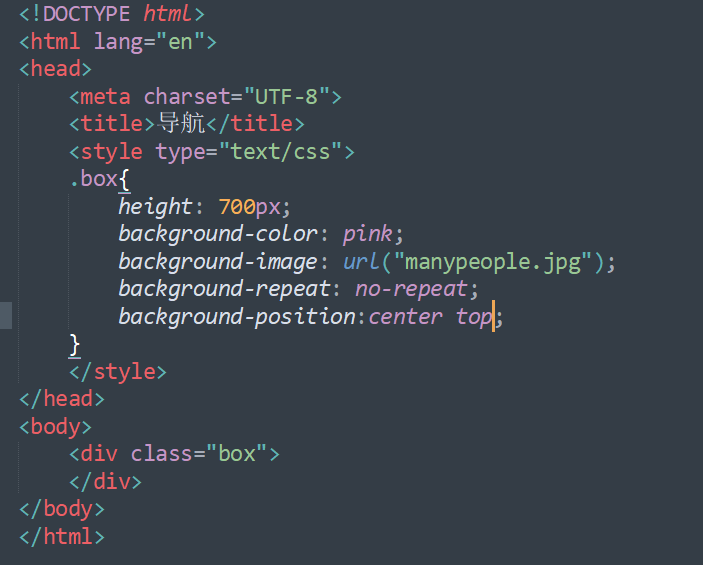 <!DOCTYPE html>
<html lang="en">
<head>
    <meta charset="UTF-8">
    <title>导航</title>
    <style type="text/css">
    .box{
        height: 700px;
        background-color: pink;
        background-image: url("manypeople.jpg");
        background-repeat: no-repeat;
        background-position:center top;
    }
    </style>
</head>
<body>
    <div class="box">
    </div>
</body>
</html>